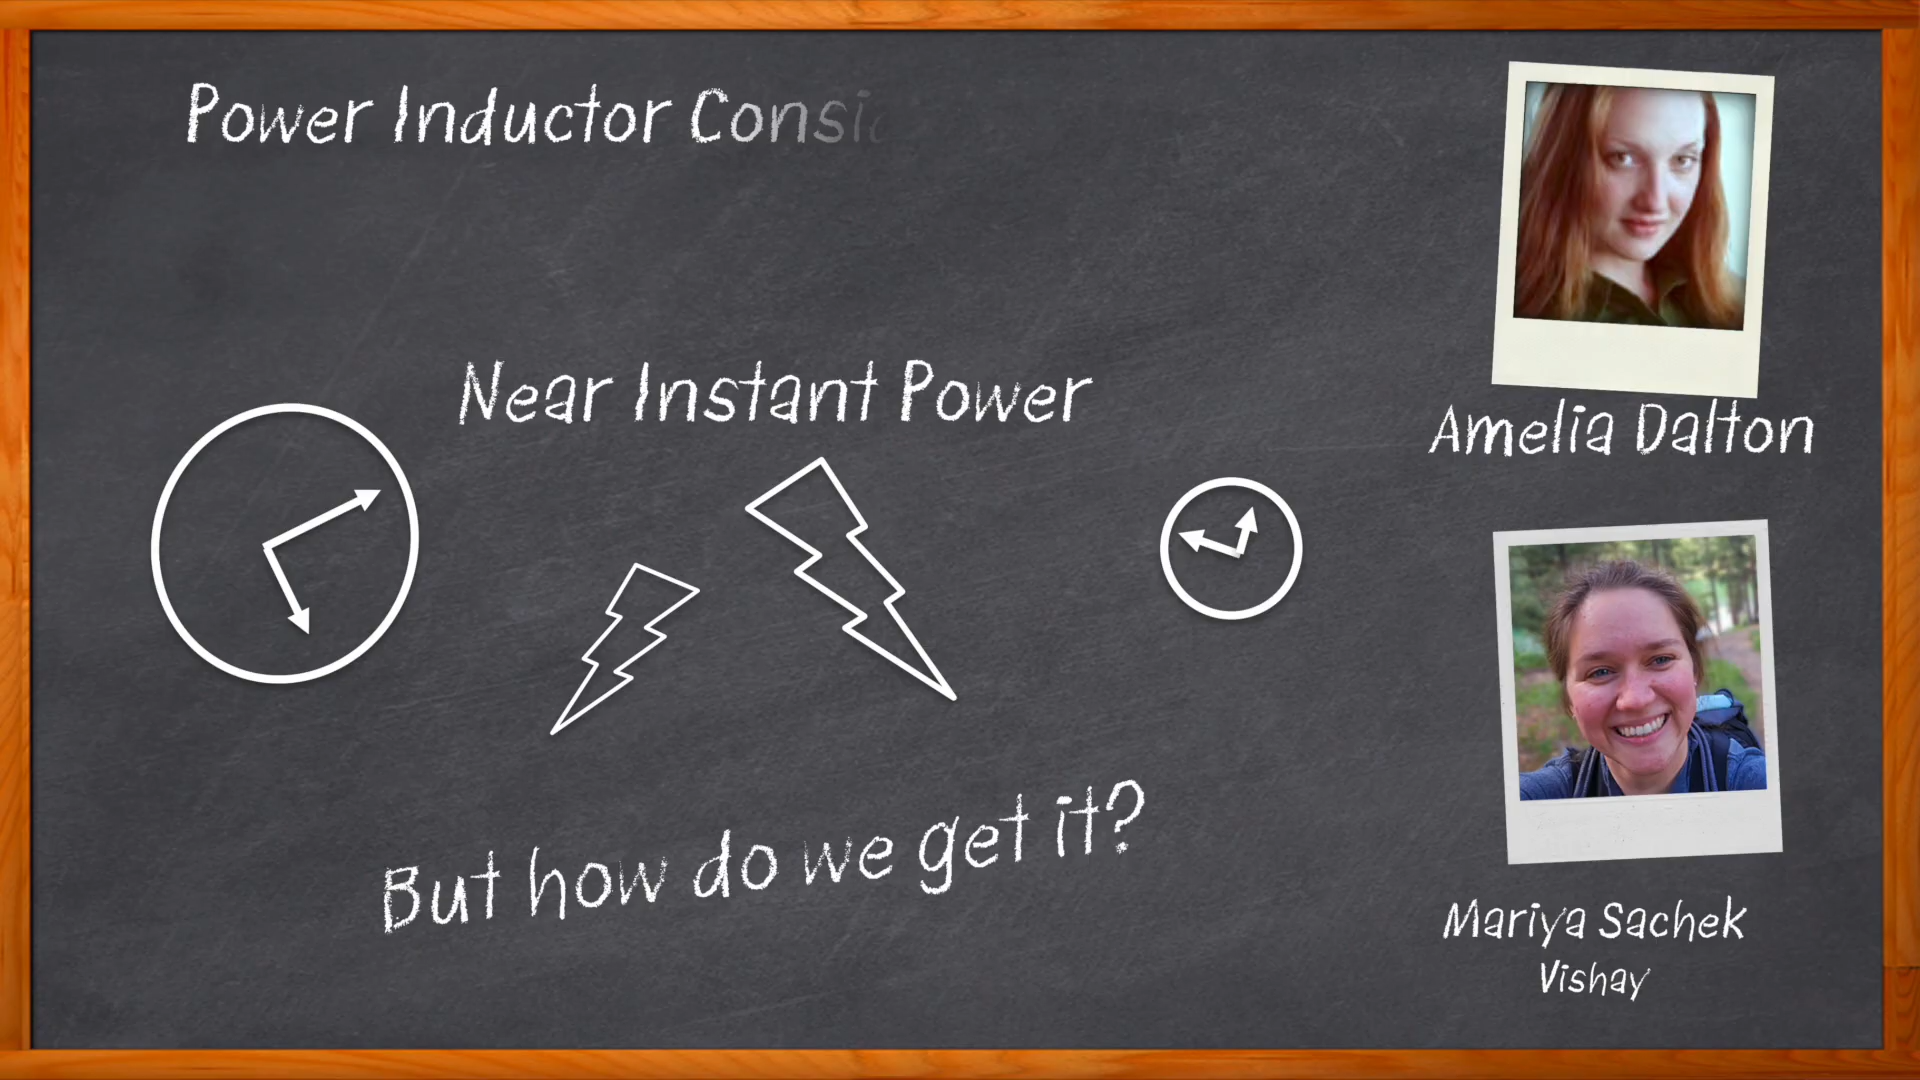 Power Inductor Consi
Near Instant Power
But how do we get it?
Amelia Dalton
Mariya Sachek
Vishay